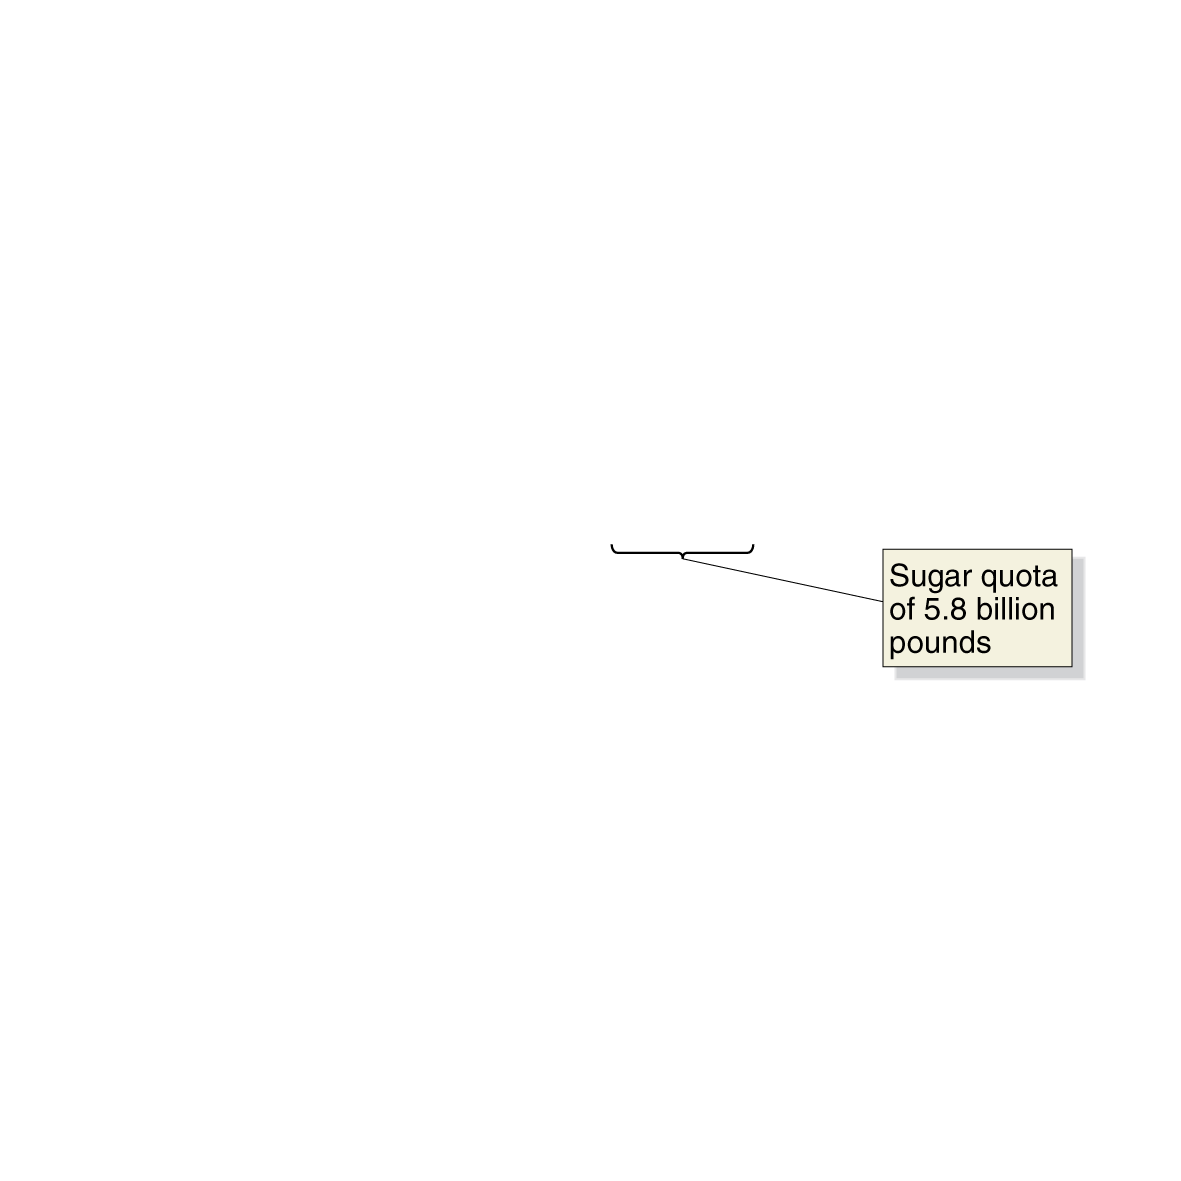 Sugar quota
of 5.8 billion
pounds